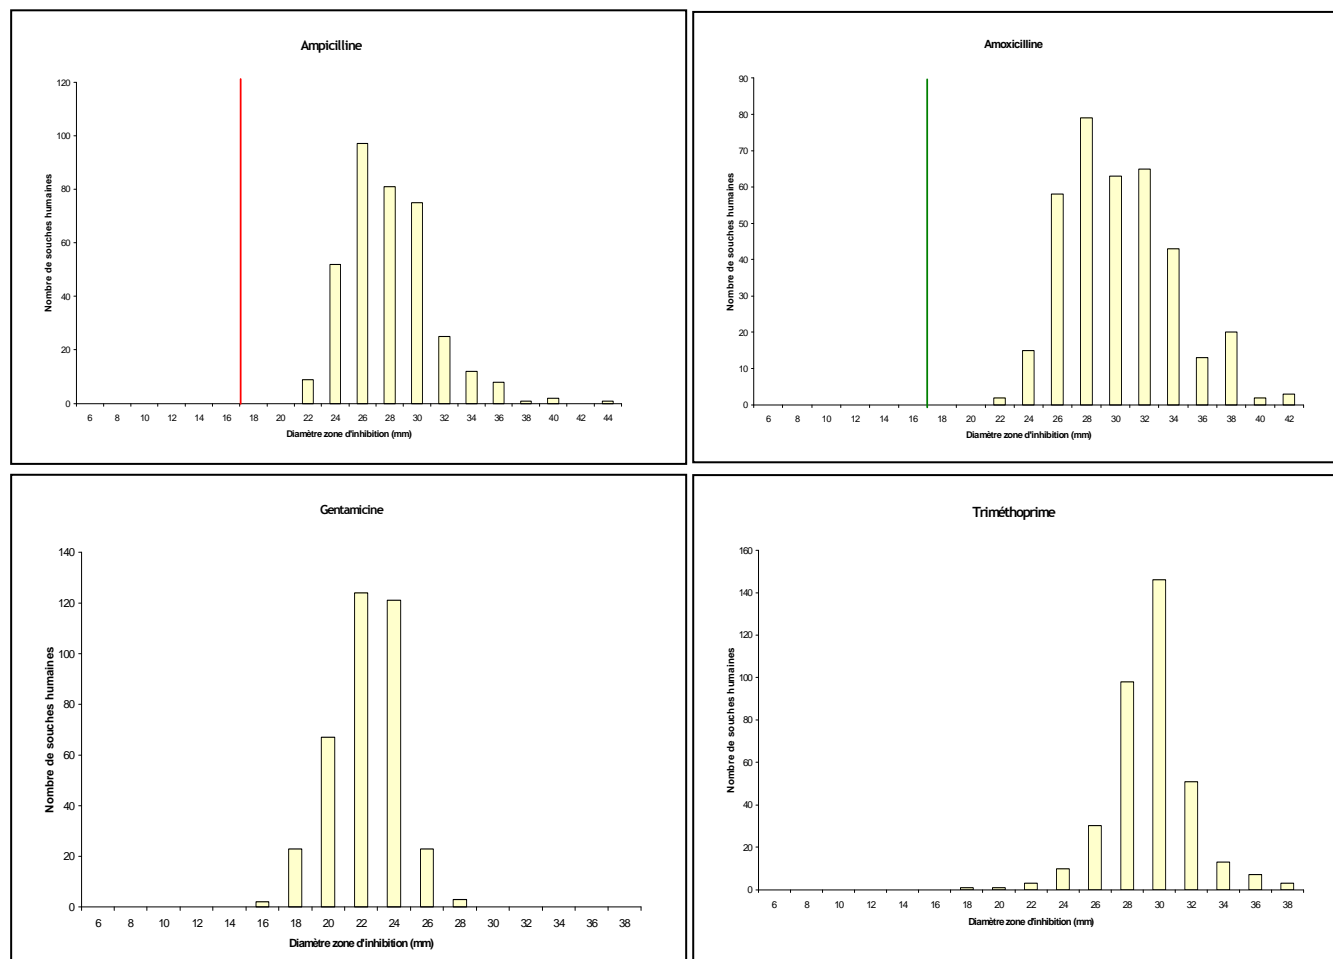 Ampicilline
120
100
80
60
40
20
0
Nombre de souches humaines
6 8 10 12 14 16 18 20 22 24 26 28 30 32 34 36 38 40 42 44
Diamètre zone d'inhibition (mm)
Amoxicilline
90
80
70
60
50
40
30
20
10
0
Nombre de souches humaines
6 8 10 12 14 16 18 20 22 24 26 28 30 32 34 36 38 40 42
Diamètre zone d'inhibition (mm)
Gentamicine
140
120
100
80
60
40
20
0
Nombre de souches humaines
6 8 10 12 14 16 18 20 22 24 26 28 30 32 34 36 38
Diamètre zone d'inhibition (mm)
Triméthoprime
160
140
120
100
80
60
40
20
0
Nombre de souches humaines
6 8 10 12 14 16 18 20 22 24 26 28 30 32 34 36 38
Diamètre zone d'inhibition (mm)